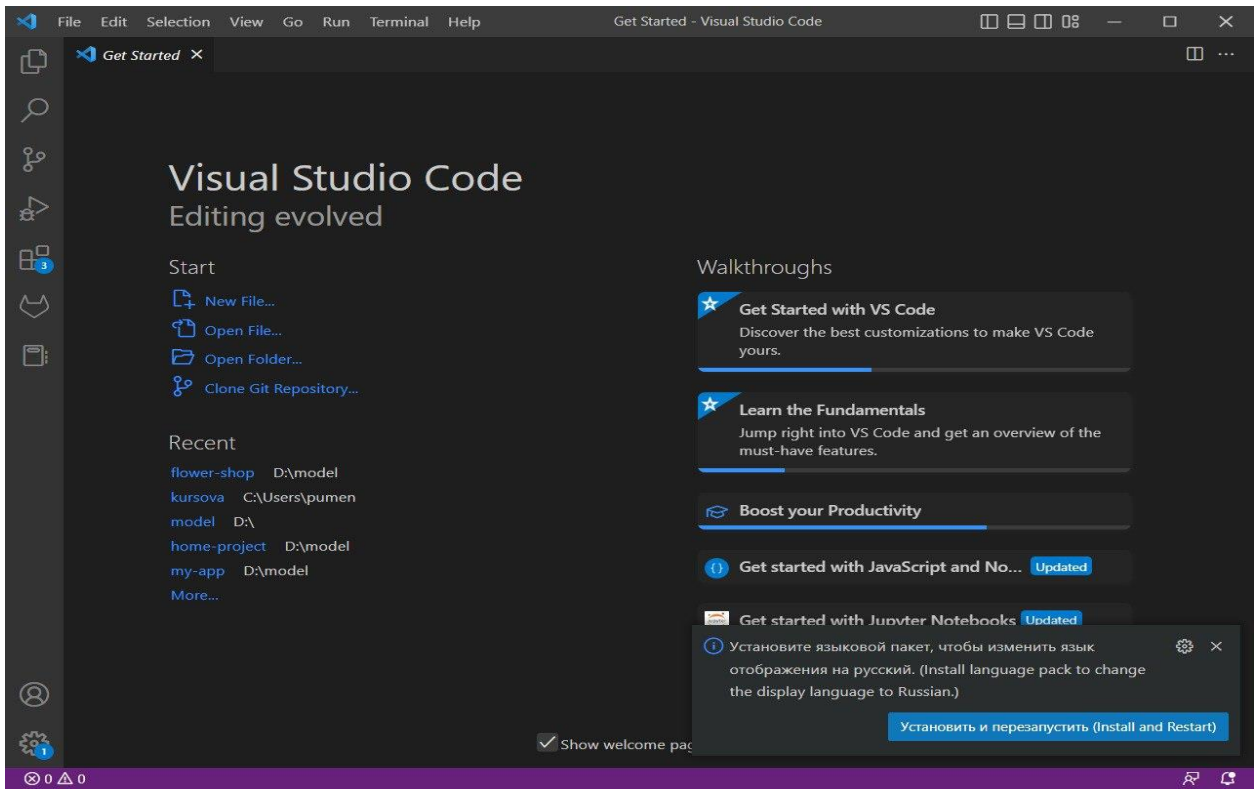 File Edit Selection View Go Run Terminal Help
Get Started - Visual Studio Code
Get Started
Visual Studio Code
Editing evolved
Start
New File...
Open File...
Open Folder...
Clone Git Repository...
Recent
flower-shop D:\model
kursova C:\Users\pumen
model D:\
home-project D:\model
my-app D:\model
More...
Walkthroughs
Get Started with VS Code
Discover the best customizations to make VS Code
yours.
Learn the Fundamentals
Jump right into VS Code and get an overview of the
must-have features.
Boost your Productivity
Get started with JavaScript and No... Updated
Get started with Jupyter Notebooks Updated
Установите языковой пакет, чтобы изменить язык
отображения на русский. (Install language pack to change
the display language to Russian.)
Установить и перезапустить (Install and Restart)
Show welcome pag
3
1
0 0